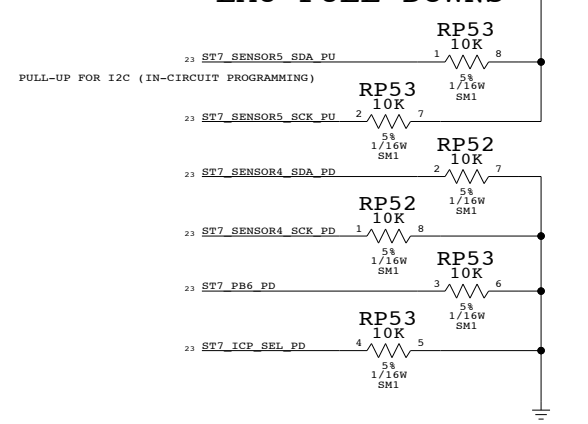 RP53
10K
23 ST7_SENSOR5_SDA_PU 1 8
5%
1/16W
SM1
PULL-UP FOR I2C (IN-CIRCUIT PROGRAMMING)
RP53
10K
23 ST7_SENSOR5_SCK_PU 2 7
5%
1/16W
SM1
RP52
10K
23 ST7_SENSOR4_SDA_PD 2 7
5%
1/16W
SM1
RP52
10K
23 ST7_SENSOR4_SCK_PD 1 8
5%
1/16W
SM1
RP53
10K
23 ST7_PB6_PD 3 6
5%
1/16W
SM1
RP53
10K
23 ST7_ICP_SEL_PD 4 5
5%
1/16W
SM1